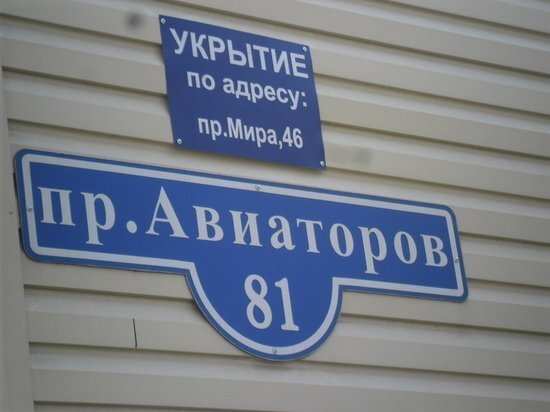 УКРЫТИЕ
по адресу:
пр.Мира,46
пр.Авиаторов
81